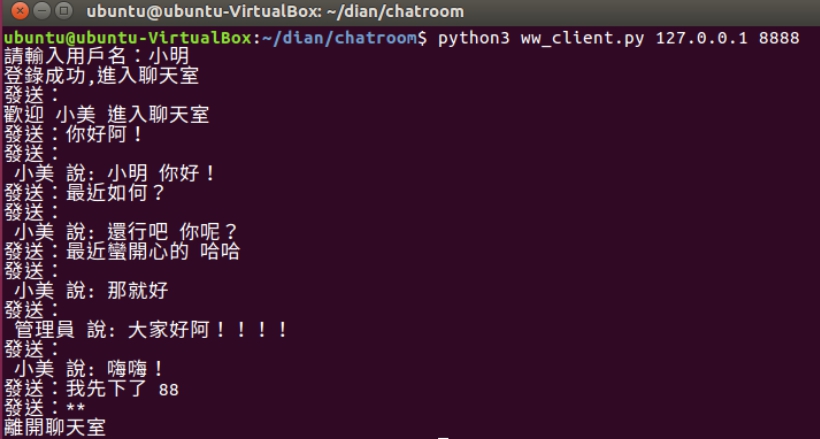 ubuntu@ubuntu-VirtualBox: ~/dian/chatroom
ubuntu@ubuntu-VirtualBox:~/dian/chatroom$ python3 ww_client.py 127.0.0.1 8888
請輸入用戶名：小明
登錄成功,進入聊天室
發送：
歡迎 小美 進入聊天室
發送：你好阿！
發送：
小美 說: 小明 你好！
發送：最近如何？
發送：
小美 說: 還行吧 你呢？
發送：最近蠻開心的 哈哈
發送：
小美 說: 那就好
發送：
管理員 說: 大家好阿！！！！
發送：
小美 說: 嗨嗨！
發送：我先下了 88
發送：**
離開聊天室